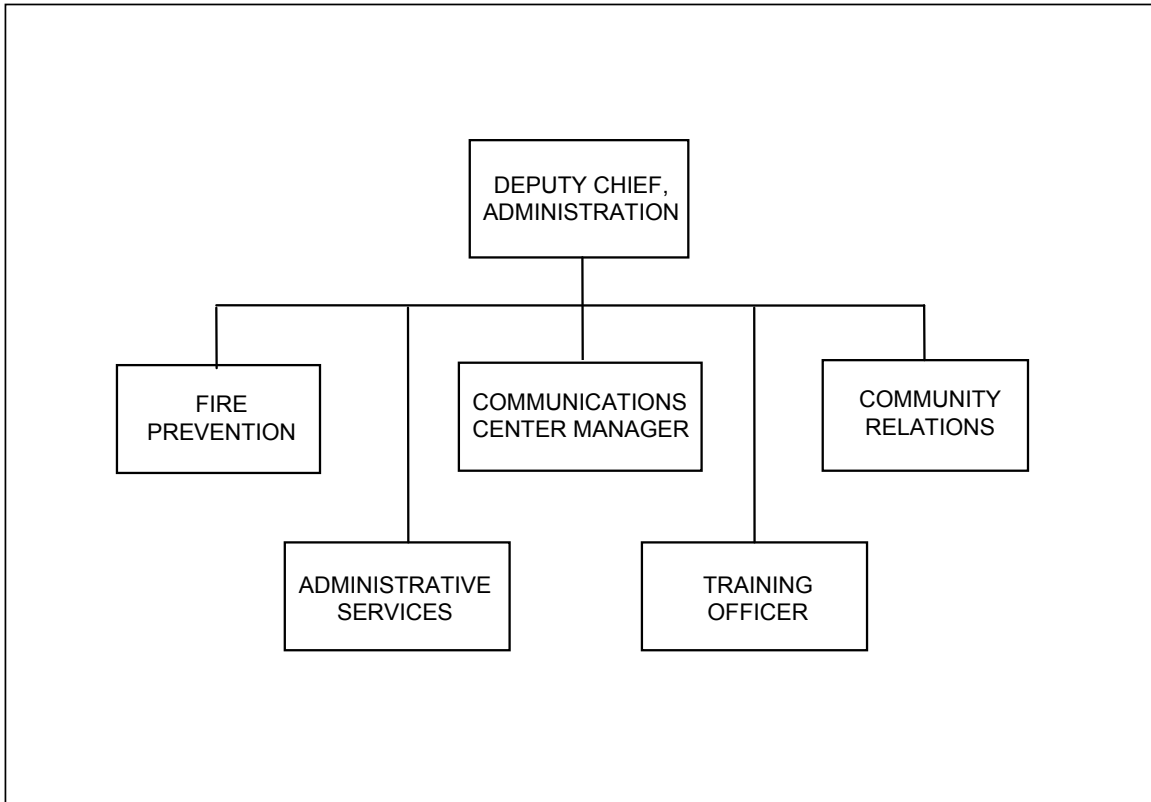 DEPUTY CHIEF,
ADMINISTRATION
FIRE
PREVENTION
COMMUNICATIONS
CENTER MANAGER
COMMUNITY
RELATIONS
ADMINISTRATIVE
SERVICES
TRAINING
OFFICER